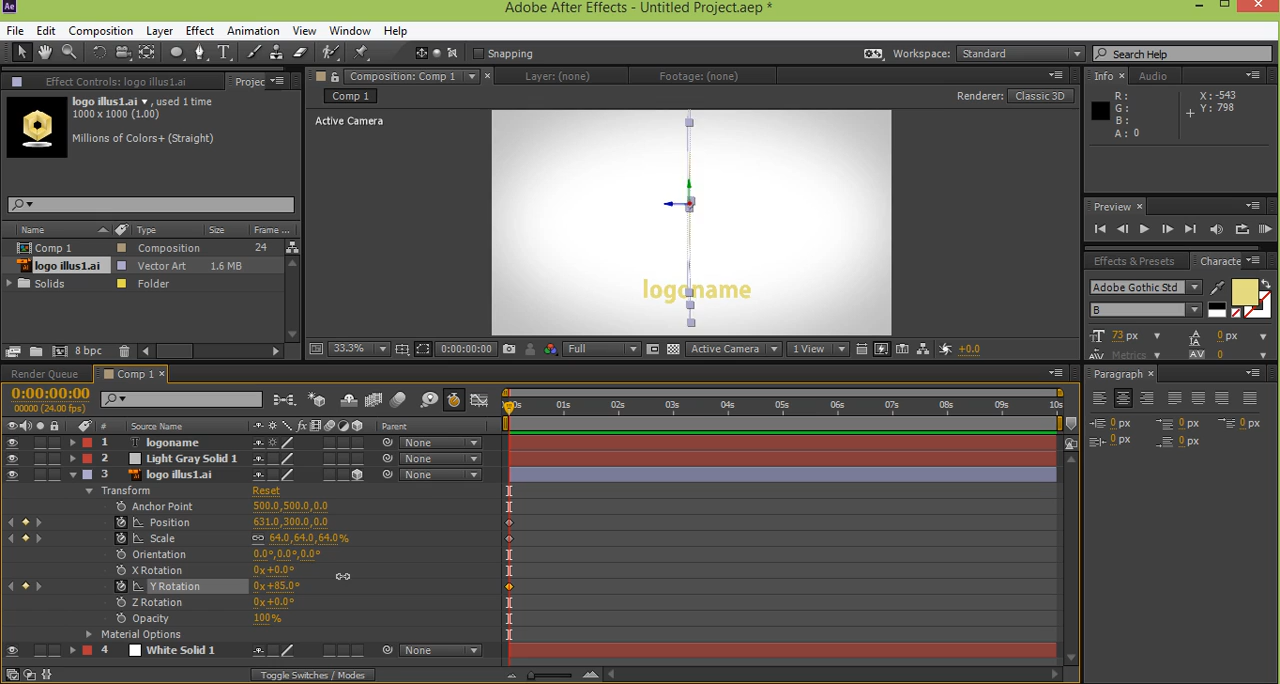 Ae
Adobe After Effects - Untitled Project.aep *
File Edit Composition Layer Effect Animation View Window Help
Snapping
Workspace: Standard
Search Help
Effect Controls: logo illus1.ai
Projec
Composition: Comp 1
Layer: (none)
Footage: (none)
Info
Audio
logo illus1.ai ▾, used 1 time
1000 x 1000 (1.00)
Millions of Colors+ (Straight)
Comp 1
Renderer: Classic 3D
Active Camera
R :
G :
B :
A : 0
X : -543
Y : 798
logoname
Preview
Name Type Size Frame ...
Comp 1 Composition 24
logo illus1.ai Vector Art 1.6 MB
Solids Folder
8 bpc
33.3% 0:00:00:00 Full Active Camera 1 View +0.0
Effects & Presets
Characte
Adobe Gothic Std
B
73 px
0 px
Metrics
0
Render Queue
Comp 1
Paragraph
0 px 0 px 0 px
0 px 0 px
0:00:00:00
00000 (24.00 fps)
01s 02s 03s 04s 05s 06s 07s 08s 09s 10s
# Source Name fx Parent
1 T logoname None
2 Light Gray Solid 1 None
3 logo illus1.ai None
Transform Reset
Anchor Point 500.0,500.0,0.0
Position 631.0,300.0,0.0
Scale 64.0,64.0,64.0%
Orientation 0.0°,0.0°,0.0°
X Rotation 0x+0.0°
Y Rotation 0x+85.0°
Z Rotation 0x+0.0°
Opacity 100%
Material Options
4 White Solid 1 None
Toggle Switches / Modes